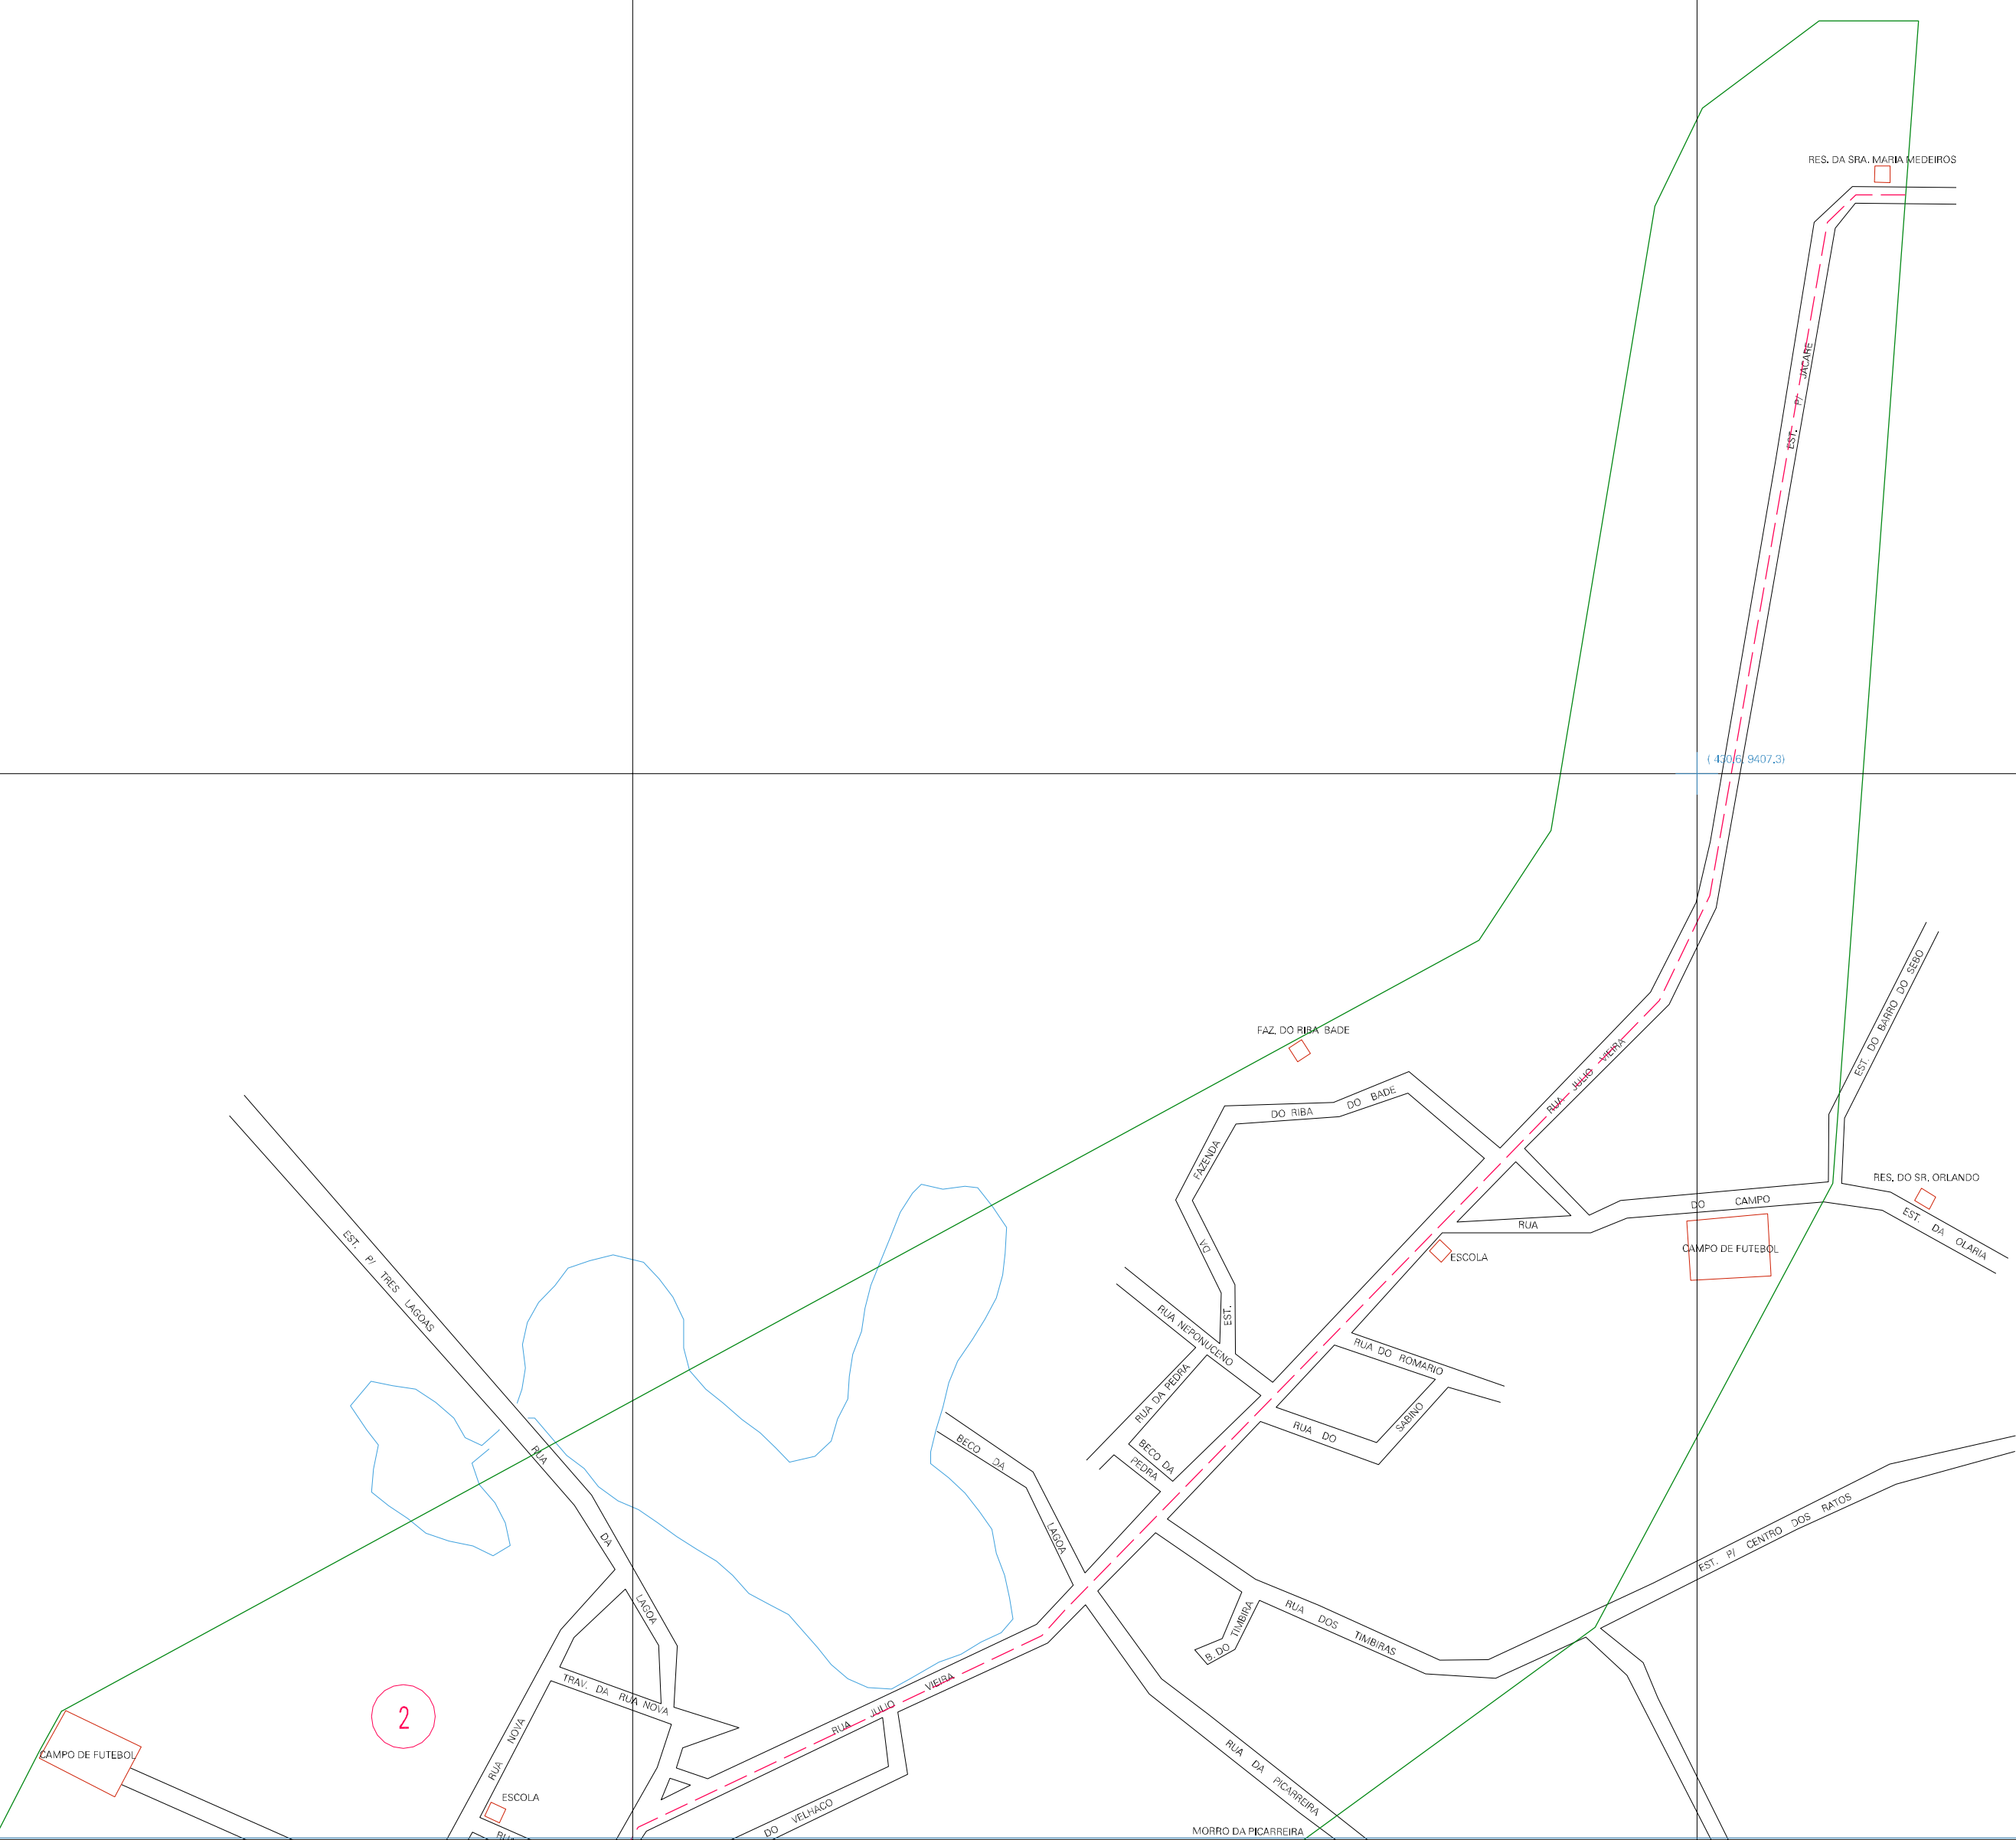 RES. DA SRA. MARIA MEDEIROS
EST. P/ JACARE
( 430,6, 9407,3)
EST. DO BARRO DO SEBO
FAZ. DO RIBA BADE
RUA JULIO VIEIRA
EST. DA FAZENDA DO RIBA DO BADE
RES. DO SR. ORLANDO
RUA DO CAMPO
EST. DA OLARIA
CAMPO DE FUTEBOL
ESCOLA
EST. P/ TRES LAGOAS
RUA NEPONUCENO
RUA DO ROMARIO
RUA DA PEDRA
RUA DO SABINO
BECO DA PEDRA
BECO DA LAGOA
RUA DA LAGOA
EST. P/ CENTRO DOS RATOS
RUA DOS TIMBIRAS
B. DO TIMBIRA
TRAV. DA RUA NOVA
RUA JULIO VIEIRA
2
RUA NOVA
CAMPO DE FUTEBOL
ESCOLA
RUA DA PICARREIRA
DO VELHACO
MORRO DA PICARREIRA
RUA